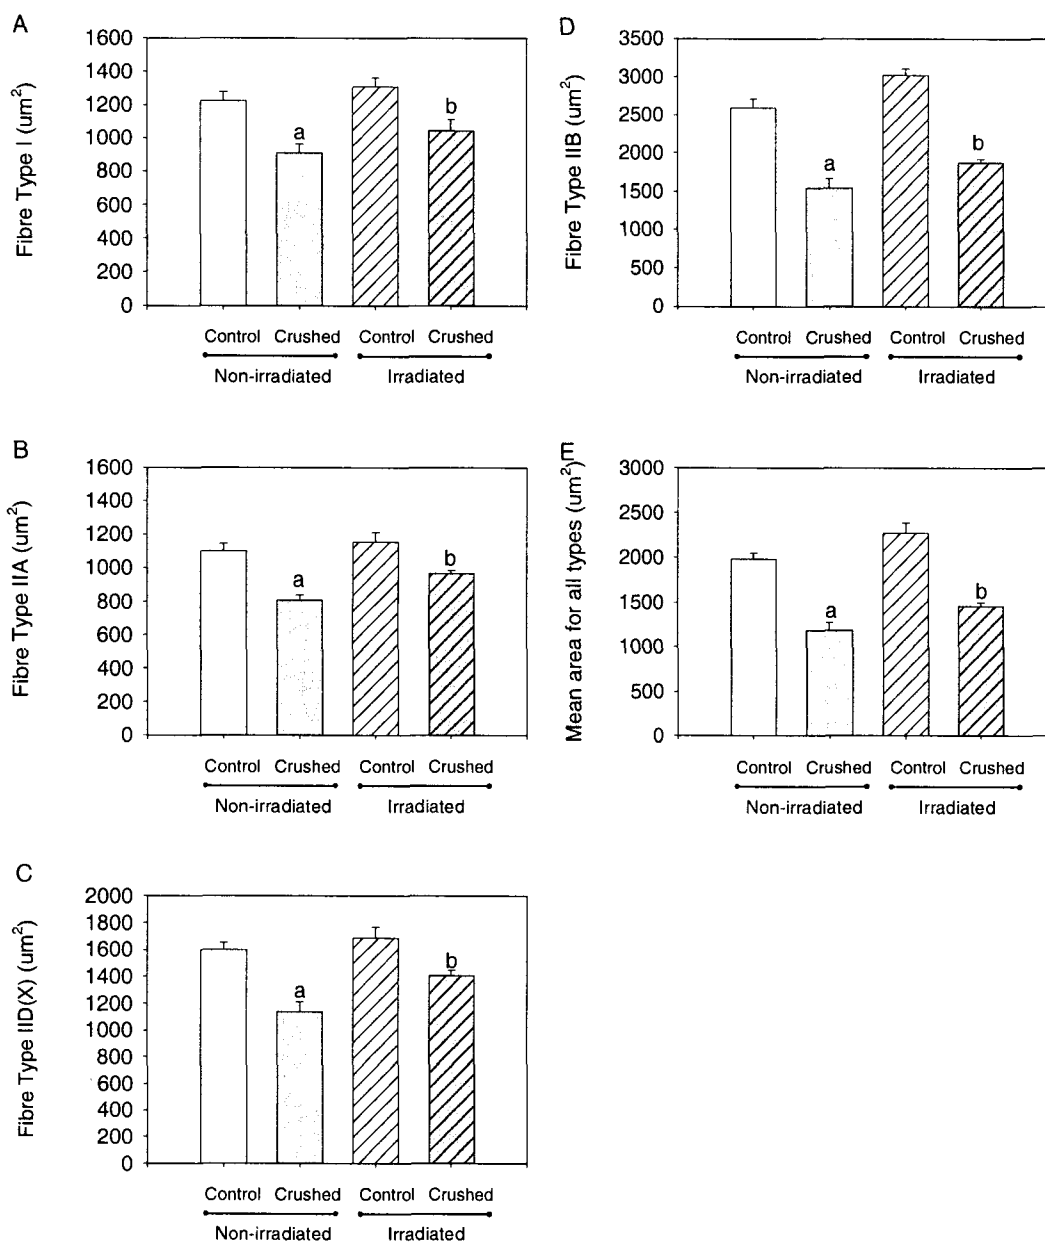 A
Fibre Type I (um²)
1600
1400
1200
1000
800
600
400
200
0
a
b
Control Crushed Control Crushed
Non-irradiated Irradiated
B
Fibre Type IIA (um²)
1600
1400
1200
1000
800
600
400
200
0
a
b
Control Crushed Control Crushed
Non-irradiated Irradiated
C
Fibre Type IID(X) (um²)
2000
1800
1600
1400
1200
1000
800
600
400
200
0
a
b
Control Crushed Control Crushed
Non-irradiated Irradiated
D
Fibre Type IIB (um²)
3500
3000
2500
2000
1500
1000
500
0
a
b
Control Crushed Control Crushed
Non-irradiated Irradiated
E
Mean area for all types (um²)
3000
2500
2000
1500
1000
500
0
a
b
Control Crushed Control Crushed
Non-irradiated Irradiated